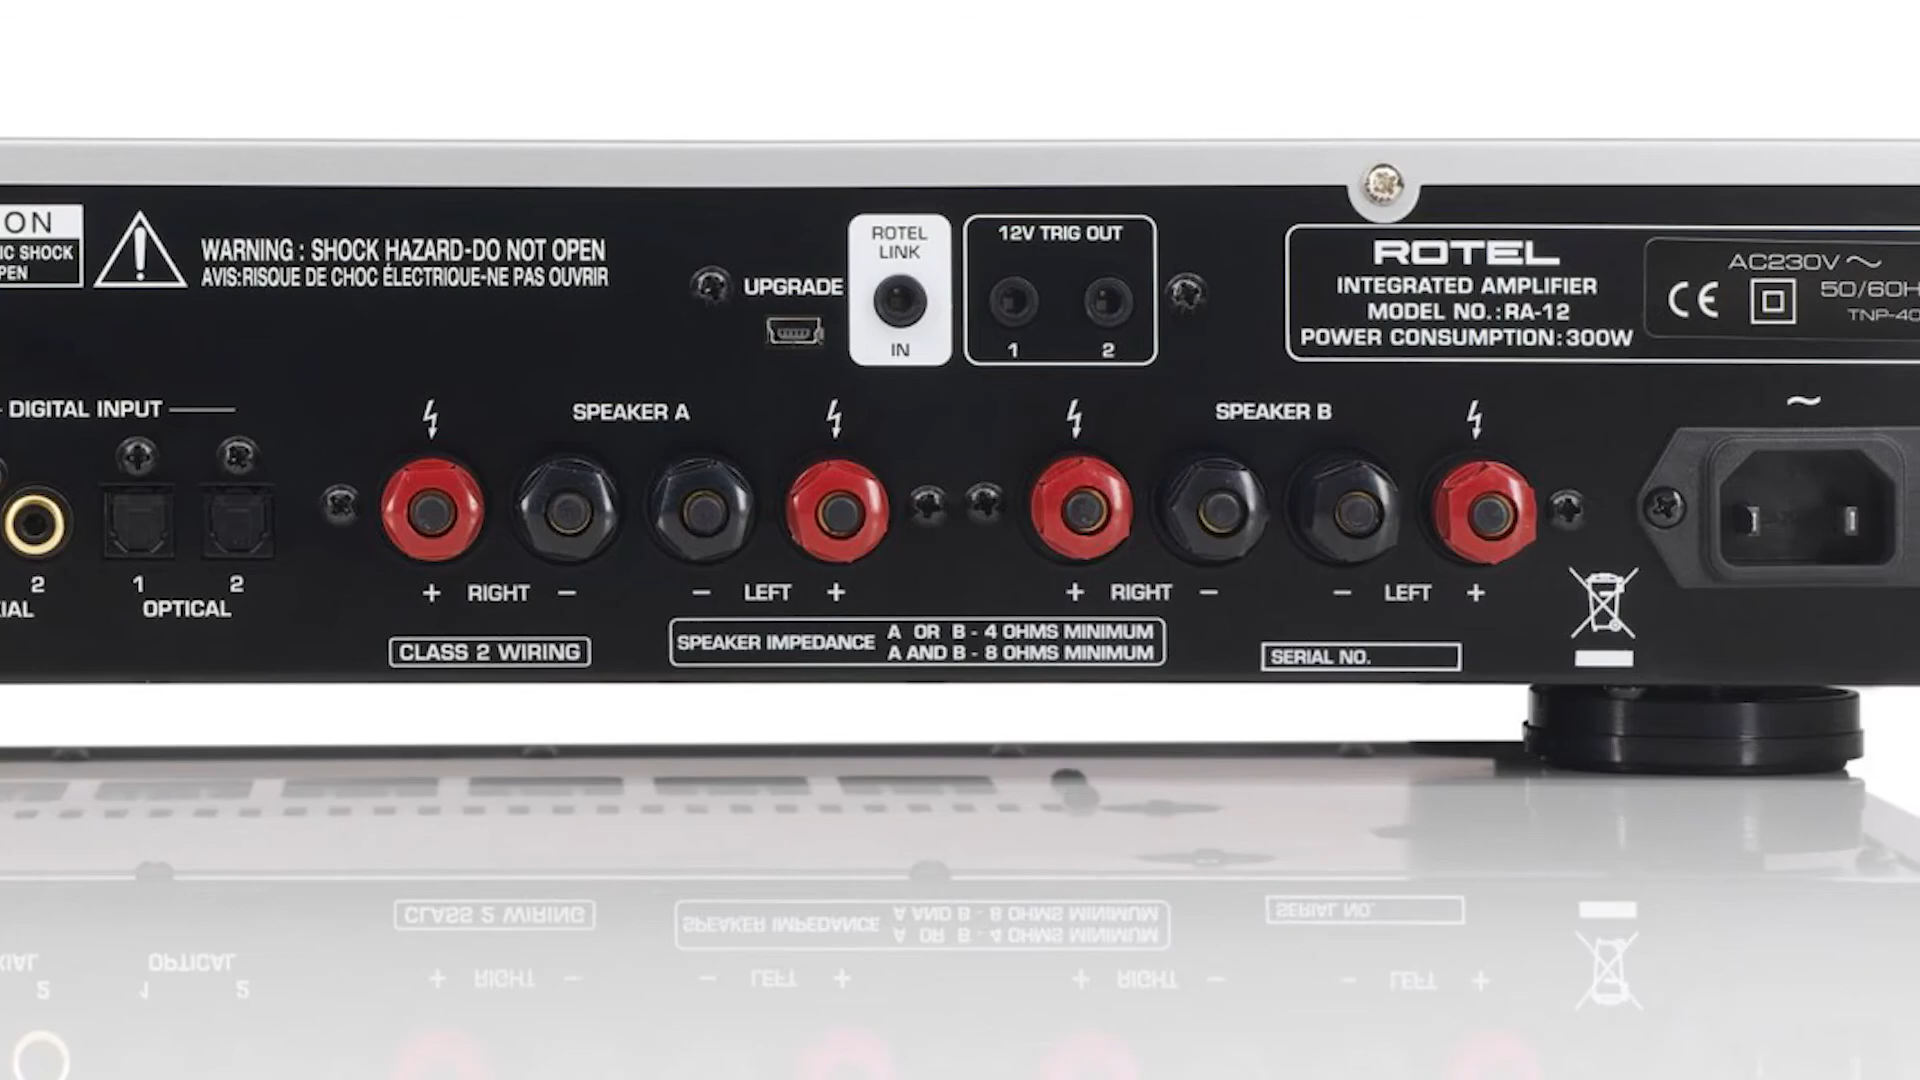 ON
IC SHOCK
PEN
WARNING : SHOCK HAZARD-DO NOT OPEN
AVIS:RISQUE DE CHOC ÉLECTRIQUE-NE PAS OUVRIR
UPGRADE
ROTEL
LINK
IN
12V TRIG OUT
1 2
ROTEL
INTEGRATED AMPLIFIER
MODEL NO.:RA-12
POWER CONSUMPTION:300W
AC230V ~
CE
50/60H
TNP-40
DIGITAL INPUT
2
IAL
1 2
OPTICAL
SPEAKER A
+ RIGHT − − LEFT +
SPEAKER B
+ RIGHT − − LEFT +
~
CLASS 2 WIRING
SPEAKER IMPEDANCE
A OR B - 4 OHMS MINIMUM
A AND B - 8 OHMS MINIMUM
SERIAL NO.